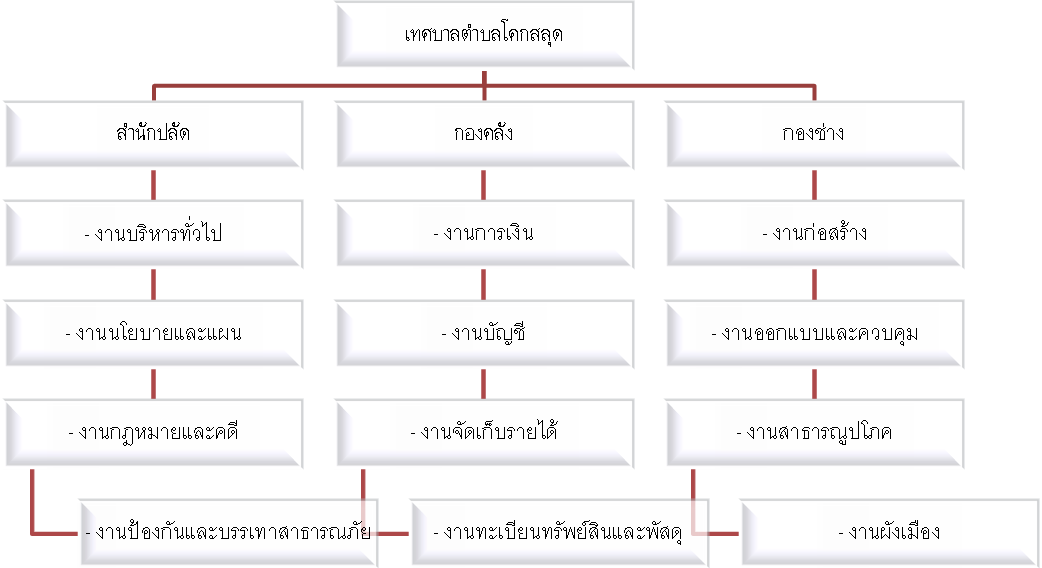 เทศบาลตำบลโคกสลุด
สำนักปลัด
กองคลัง
กองช่าง
- งานบริหารทั่วไป
- งานการเงิน
- งานก่อสร้าง
- งานนโยบายและแผน
- งานบัญชี
- งานออกแบบและควบคุม
- งานกฎหมายและคดี
- งานจัดเก็บรายได้
- งานสาธารณูปโภค
- งานป้องกันและบรรเทาสาธารณภัย
- งานทะเบียนทรัพย์สินและพัสดุ
- งานผังเมือง